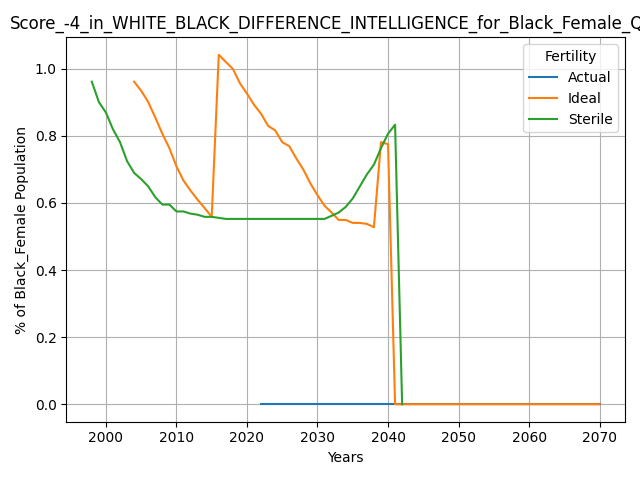 Score_-4_in_WHITE_BLACK_DIFFERENCE_INTELLIGENCE_for_Black_Female_Q
Fertility
Actual
Ideal
Sterile
% of Black_Female Population
1.0
0.8
0.6
0.4
0.2
0.0
2000 2010 2020 2030 2040 2050 2060 2070
Years